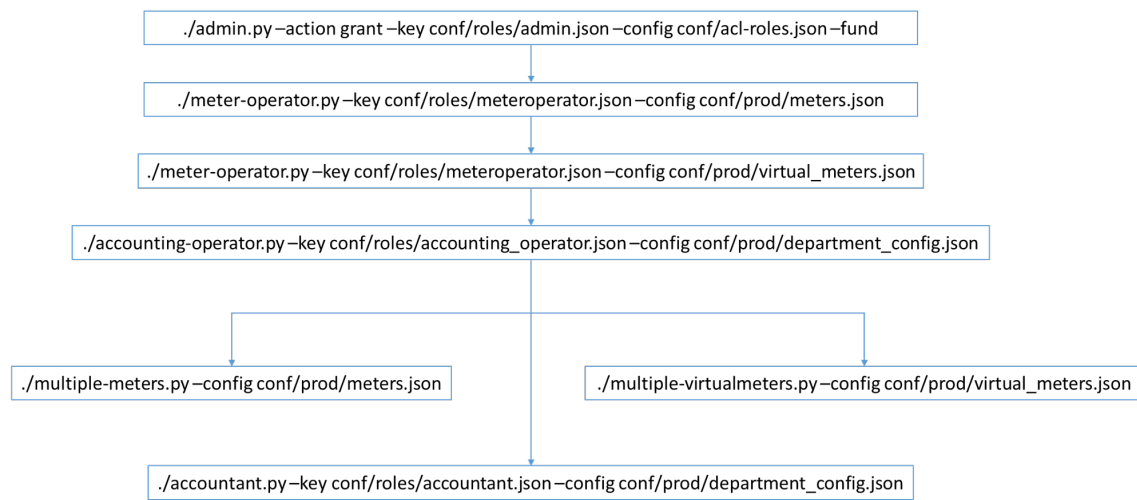 ./admin.py –action grant –key conf/roles/admin.json –config conf/acl-roles.json –fund
./meter-operator.py –key conf/roles/meteroperator.json –config conf/prod/meters.json
./meter-operator.py –key conf/roles/meteroperator.json –config conf/prod/virtual_meters.json
./accounting-operator.py –key conf/roles/accounting_operator.json –config conf/prod/department_config.json
./multiple-meters.py –config conf/prod/meters.json
./multiple-virtualmeters.py –config conf/prod/virtual_meters.json
./accountant.py –key conf/roles/accountant.json –config conf/prod/department_config.json